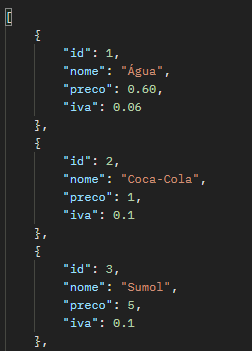 [
{
"id": 1,
"nome": "Água",
"preco": 0.60,
"iva": 0.06
},
{
"id": 2,
"nome": "Coca-Cola",
"preco": 1,
"iva": 0.1
},
{
"id": 3,
"nome": "Sumol",
"preco": 5,
"iva": 0.1
},